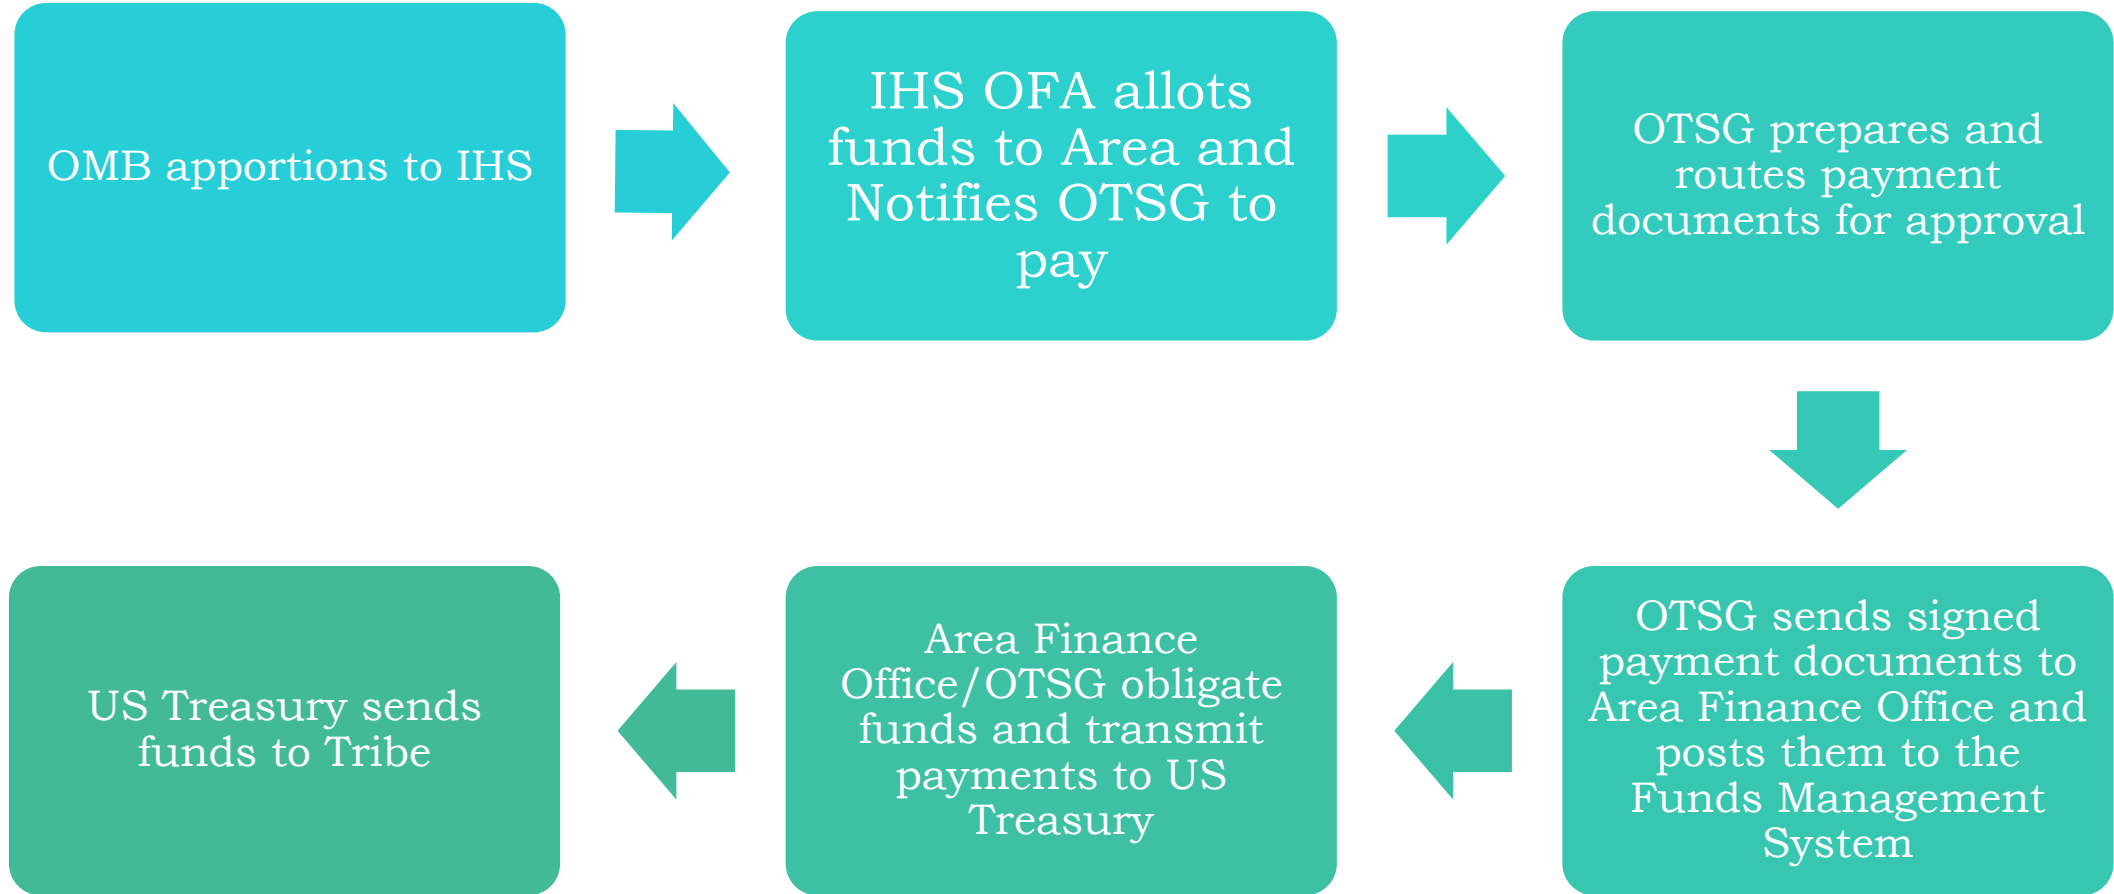 OMB apportions to IHS
IHS OFA allots
funds to Area and
Notifies OTSG to
pay
OTSG prepares and
routes payment
documents for approval
OTSG sends signed
payment documents to
Area Finance Office and
posts them to the
Funds Management
System
Area Finance
Office/OTSG obligate
funds and transmit
payments to US
Treasury
US Treasury sends
funds to Tribe